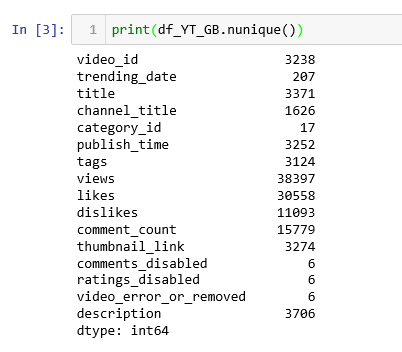 In [3]: 1 print(df_YT_GB.nunique())
video_id 3238
trending_date 207
title 3371
channel_title 1626
category_id 17
publish_time 3252
tags 3124
views 38397
likes 30558
dislikes 11093
comment_count 15779
thumbnail_link 3274
comments_disabled 6
ratings_disabled 6
video_error_or_removed 6
description 3706
dtype: int64